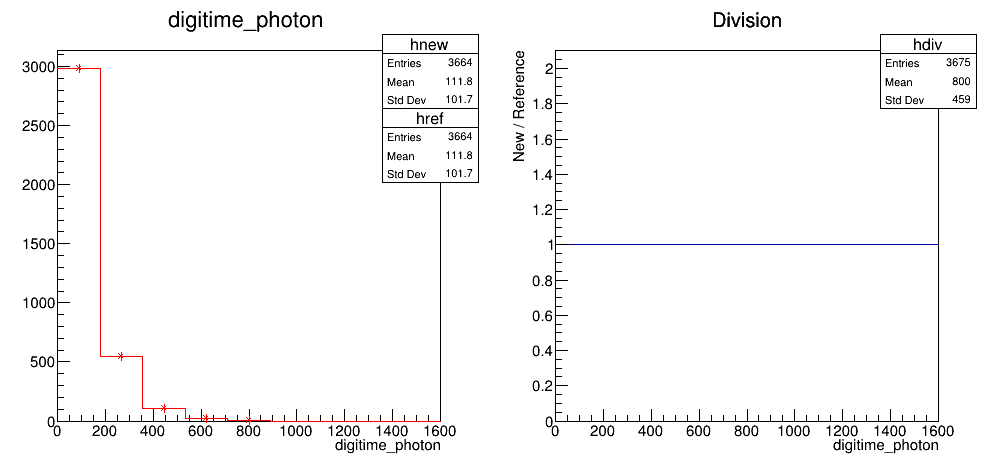 digitime_photon
hnew
Entries 3664
Mean 111.8
Std Dev 101.7
href
Entries 3664
Mean 111.8
Std Dev 101.7
3000
2500
2000
1500
1000
500
0
0 200 400 600 800 1000 1200 1400 1600
digitime_photon
Division
hdiv
Entries 3675
Mean 800
Std Dev 459
New / Reference
2
1.8
1.6
1.4
1.2
1
0.8
0.6
0.4
0.2
0
0 200 400 600 800 1000 1200 1400 1600
digitime_photon